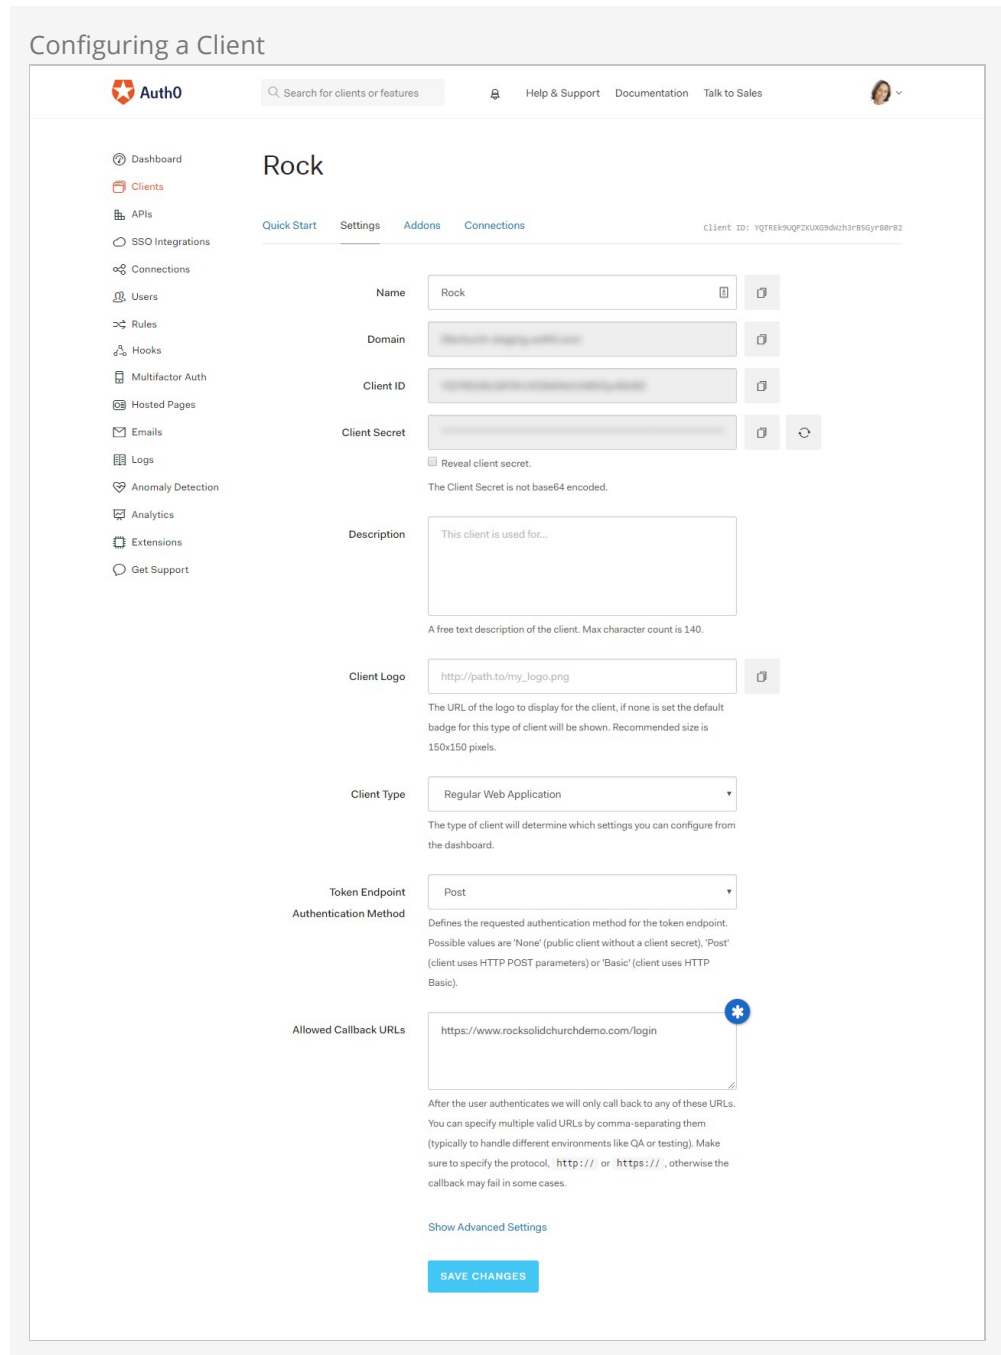 Configuring a Client
Auth0
Search for clients or features
Help & Support
Documentation
Talk to Sales
Dashboard
Clients
APIs
SSO Integrations
Connections
Users
Rules
Hooks
Multifactor Auth
Hosted Pages
Emails
Logs
Anomaly Detection
Analytics
Extensions
Get Support
Rock
Quick Start
Settings
Addons
Connections
Client ID:
Name
Rock
Domain
Client ID
Client Secret
Reveal client secret.
The Client Secret is not base64 encoded.
Description
This client is used for...
A free text description of the client. Max character count is 140.
Client Logo
http://path.to/my_logo.png
The URL of the logo to display for the client, if none is set the default
badge for this type of client will be shown. Recommended size is
150x150 pixels.
Client Type
Regular Web Application
The type of client will determine which settings you can configure from
the dashboard.
Token Endpoint
Authentication Method
Post
Defines the requested authentication method for the token endpoint.
Possible values are 'None' (public client without a client secret), 'Post'
(client uses HTTP POST parameters) or 'Basic' (client uses HTTP
Basic).
Allowed Callback URLs
https://www.rocksolidchurchdemo.com/login
After the user authenticates we will only call back to any of these URLs.
You can specify multiple valid URLs by comma-separating them
(typically to handle different environments like QA or testing). Make
sure to specify the protocol, http:// or https:// , otherwise the
callback may fail in some cases.
Show Advanced Settings
SAVE CHANGES